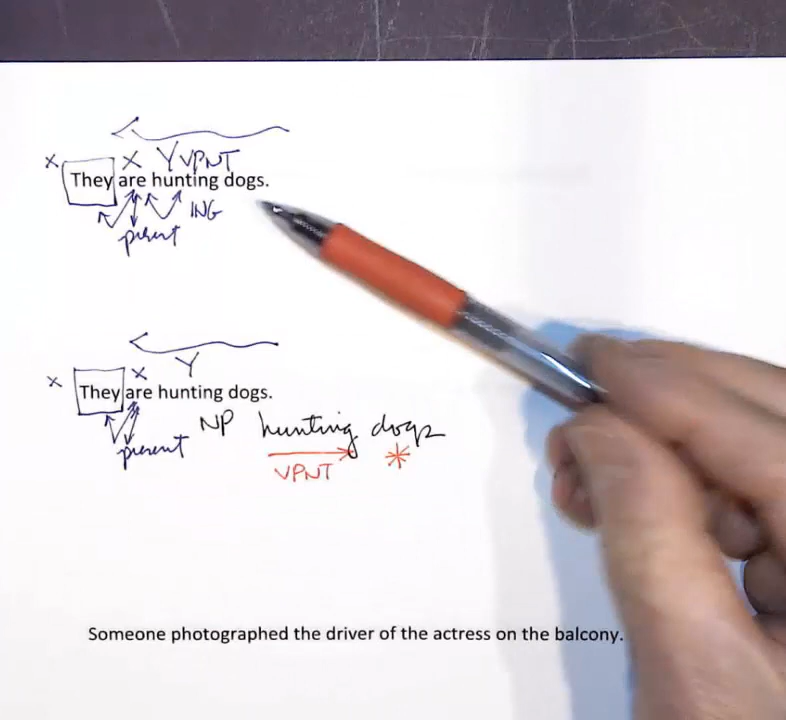 X X YVPNT
They are hunting dogs.
ING
present
Y
X X
They are hunting dogs.
present NP hunting dogs
VPNT *
Someone photographed the driver of the actress on the balcony.